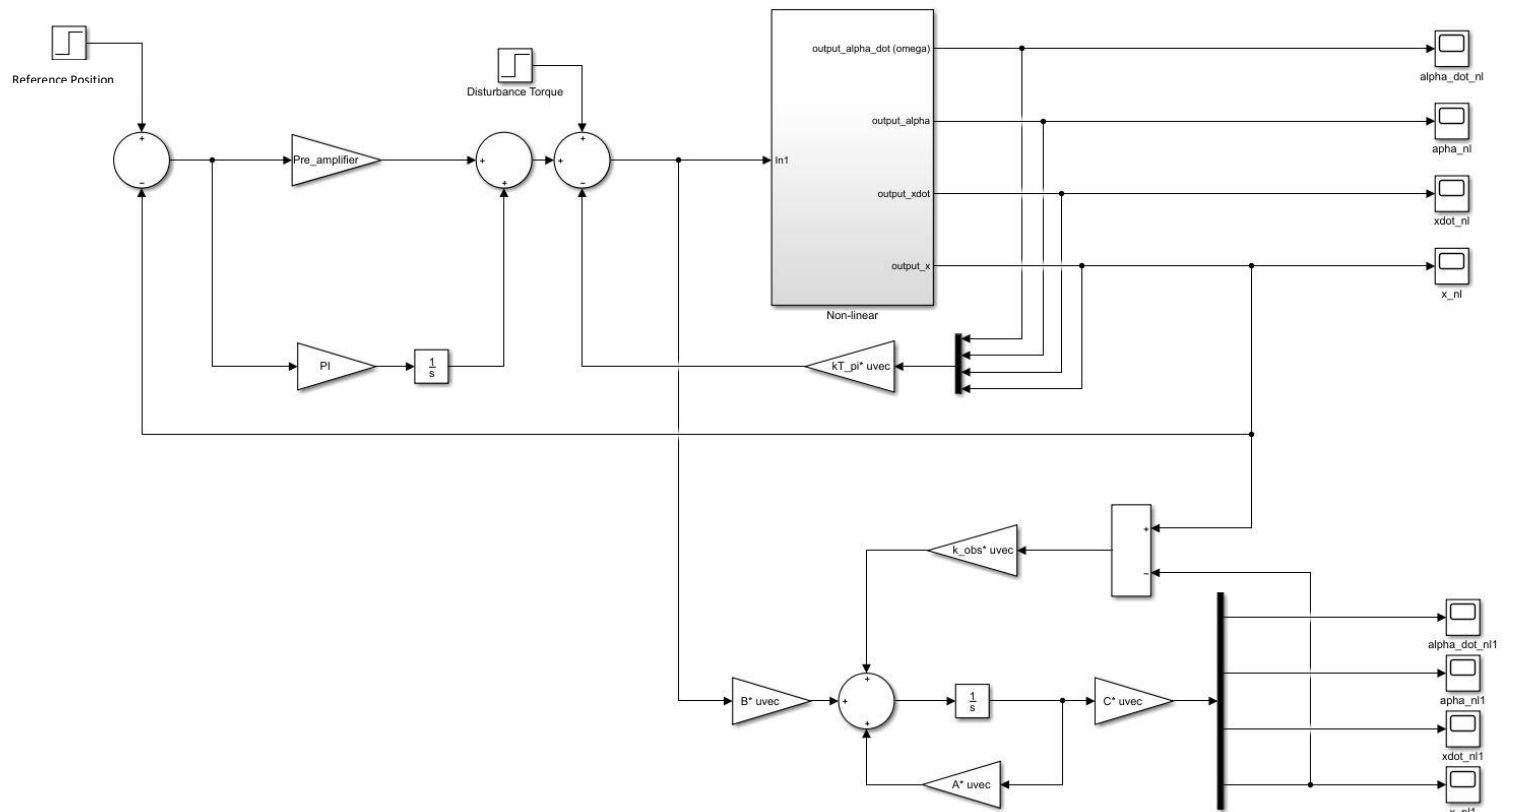 output_alpha_dot (omega)
Reference Position
alpha_dot_nl
Disturbance Torque
output_alpha
+
+
apha_nl
Pre_amplifier
+
+
In1
−
+
−
output_xdot
xdot_nl
output_x
x_nl
Non-linear
PI
1
s
kT_pi* uvec
+
k_obs* uvec
−
alpha_dot_nl1
+
B* uvec
+
1
s
C* uvec
apha_nl1
+
xdot_nl1
A* uvec